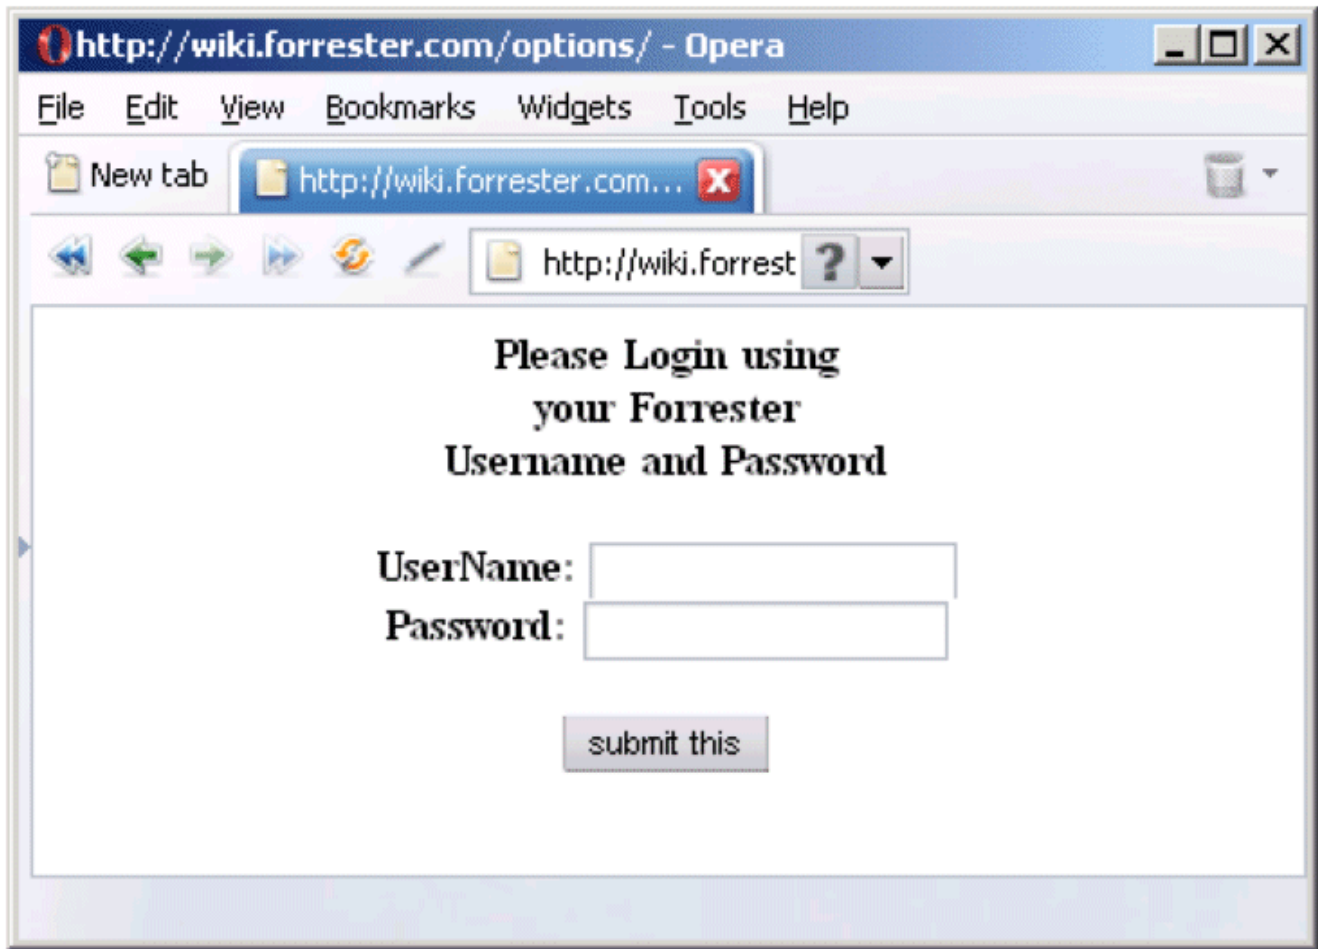 http://wiki.forrester.com/options/ - Opera
File Edit View Bookmarks Widgets Tools Help
New tab http://wiki.forrester.com...
http://wiki.forrest ?
Please Login using
your Forrester
Username and Password
UserName:
Password:
submit this